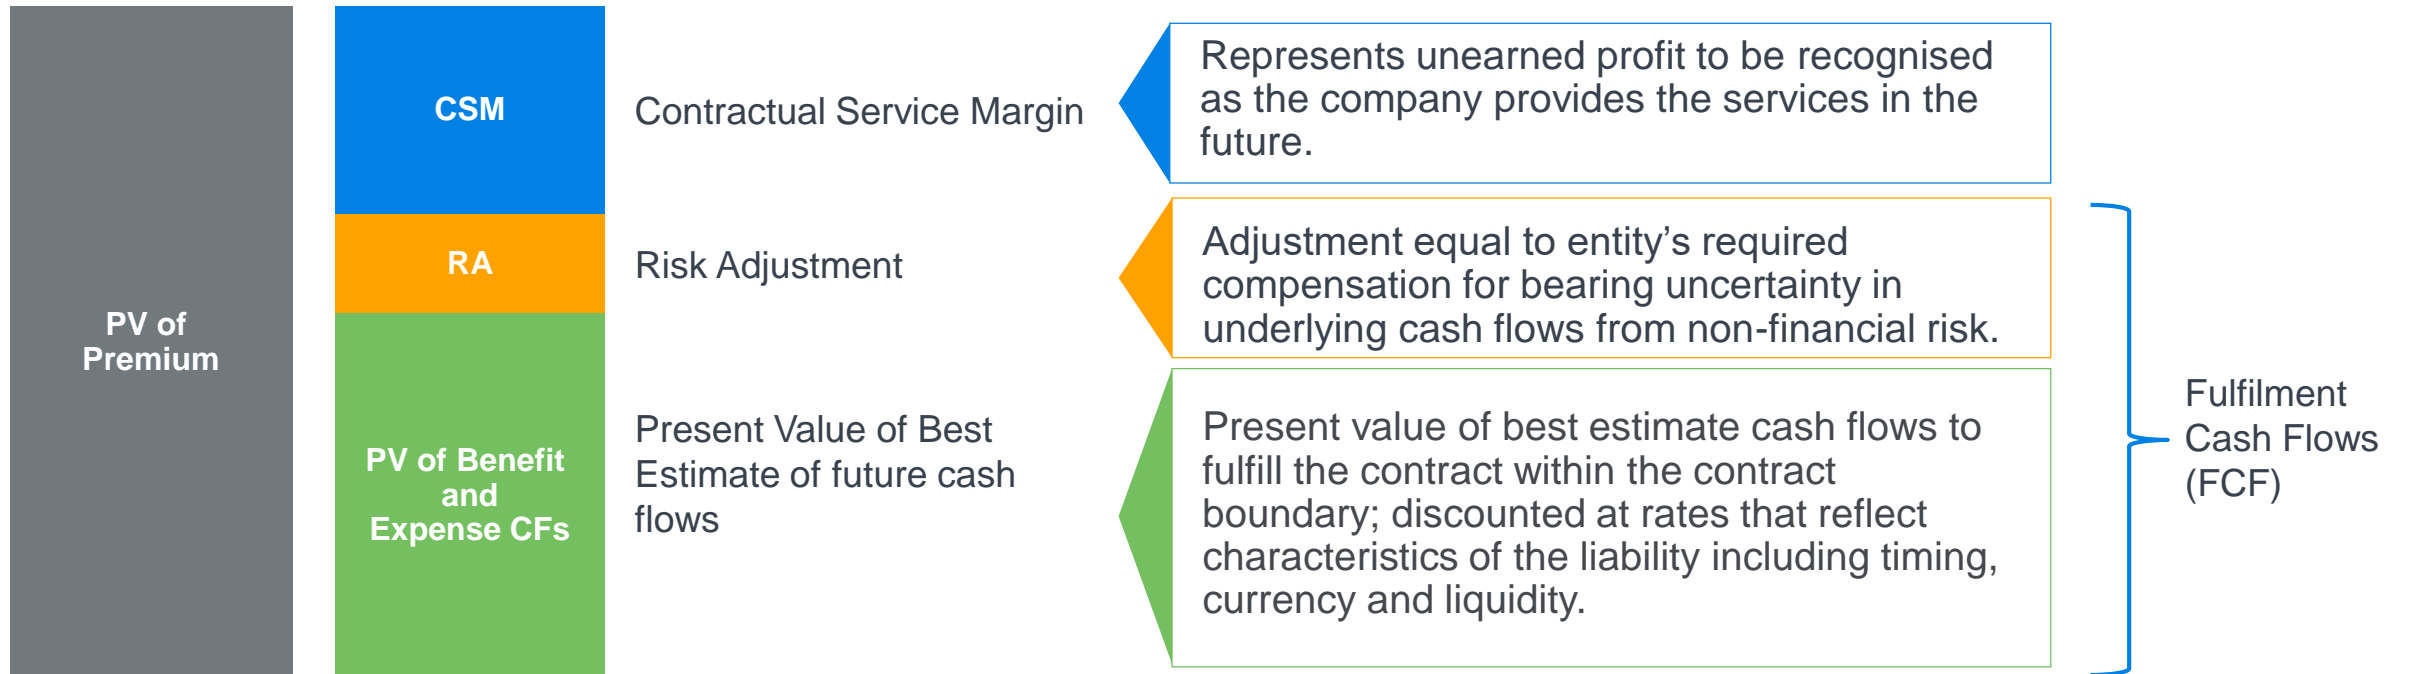 PV of
Premium
CSM
Contractual Service Margin
Represents unearned profit to be recognised
as the company provides the services in the
future.
RA
Risk Adjustment
Adjustment equal to entity’s required
compensation for bearing uncertainty in
underlying cash flows from non-financial risk.
PV of Benefit
and
Expense CFs
Present Value of Best
Estimate of future cash
flows
Present value of best estimate cash flows to
fulfill the contract within the contract
boundary; discounted at rates that reflect
characteristics of the liability including timing,
currency and liquidity.
Fulfilment
Cash Flows
(FCF)